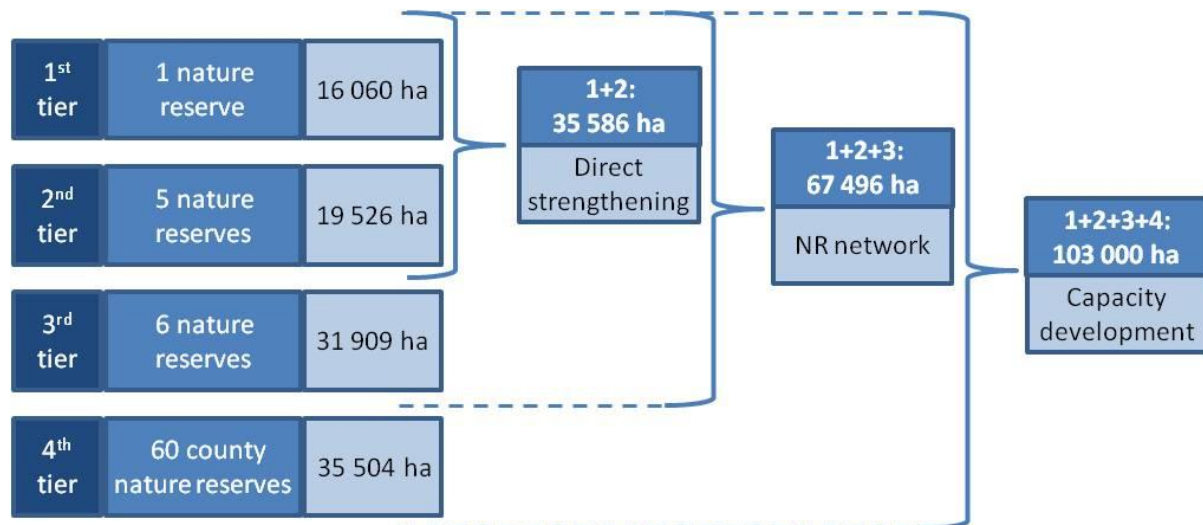 1st
tier
1 nature
reserve
16 060 ha
2nd
tier
5 nature
reserves
19 526 ha
3rd
tier
6 nature
reserves
31 909 ha
4th
tier
60 county
nature reserves
35 504 ha
1+2:
35 586 ha
Direct
strengthening
1+2+3:
67 496 ha
NR network
1+2+3+4:
103 000 ha
Capacity
development